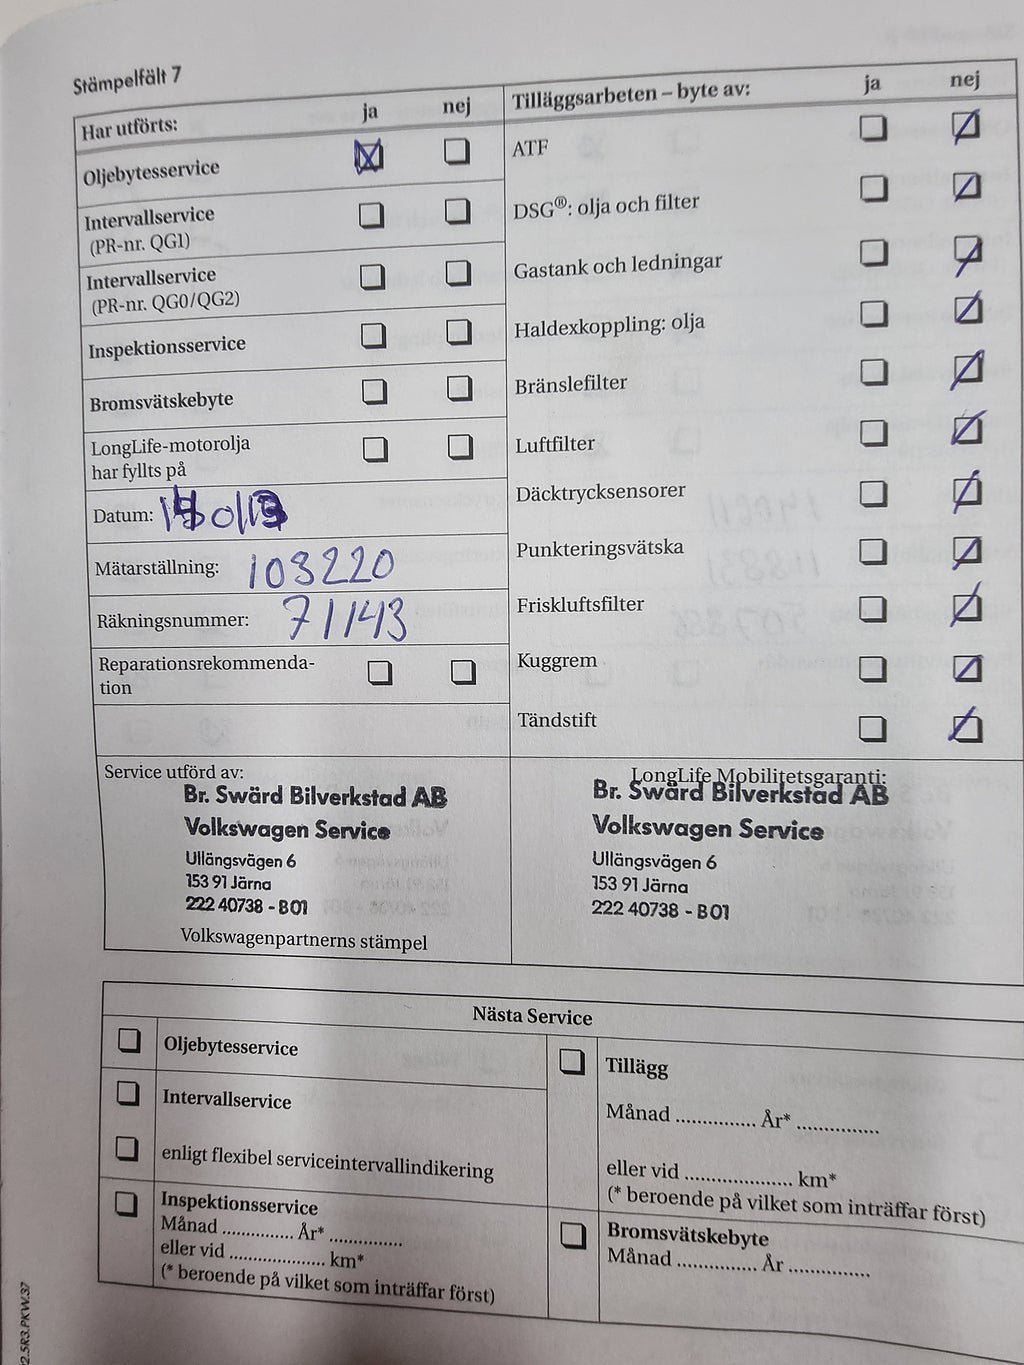 Stämpelfält 7
Har utförts: ja nej
Oljebytesservice
Intervallservice
(PR-nr. QG1)
Intervallservice
(PR-nr. QG0/QG2)
Inspektionsservice
Bromsvätskebyte
LongLife-motorolja
har fyllts på
Datum:
Mätarställning: 103220
Räkningsnummer: 71143
Reparationsrekommenda-
tion
Tilläggsarbeten – byte av: ja nej
ATF
DSG®: olja och filter
Gastank och ledningar
Haldexkoppling: olja
Bränslefilter
Luftfilter
Däcktrycksensorer
Punkteringsvätska
Friskluftsfilter
Kuggrem
Tändstift
Service utförd av:
Br. Swärd Bilverkstad AB
Volkswagen Service
Ullängsvägen 6
153 91 Järna
222 40738 - B01
Volkswagenpartnerns stämpel
LongLife Mobilitetsgaranti:
Br. Swärd Bilverkstad AB
Volkswagen Service
Ullängsvägen 6
153 91 Järna
222 40738 - B01
Nästa Service
Oljebytesservice
Intervallservice
enligt flexibel serviceintervallindikering
Inspektionsservice
Månad .............. År* ..............
eller vid .................... km*
(* beroende på vilket som inträffar först)
Tillägg
Månad .............. År* ..............
eller vid .................... km*
(* beroende på vilket som inträffar först)
Bromsvätskebyte
Månad .............. År ..............
2.5R3.PKW.37